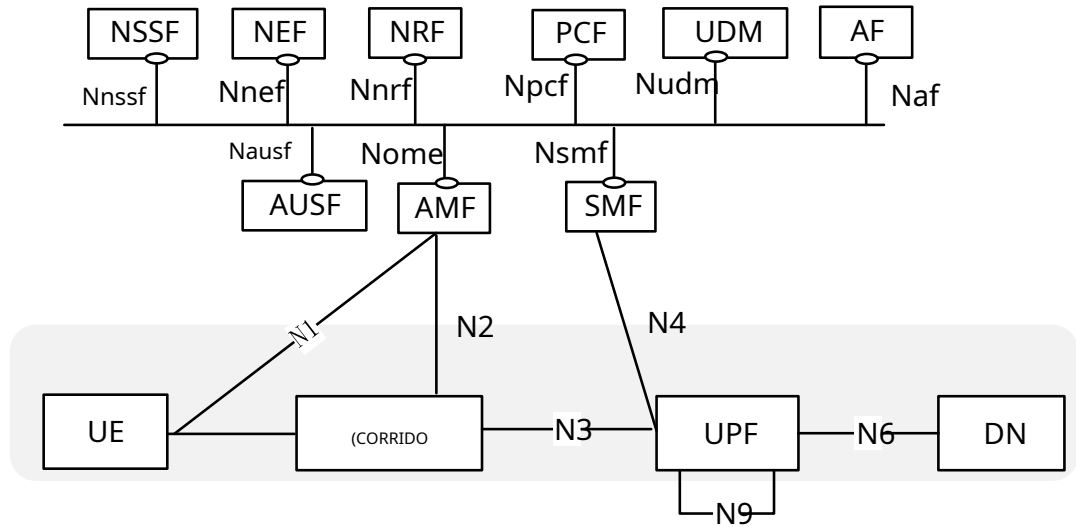 NSSF
NEF
NRF
PCF
UDM
AF
Nnssf
Nnef
Nnrf
Npcf
Nudm
Naf
Nausf
Nome
Nsmf
AUSF
AMF
SMF
N1
N2
N4
UE
(CORRIDO
N3
UPF
N6
DN
N9